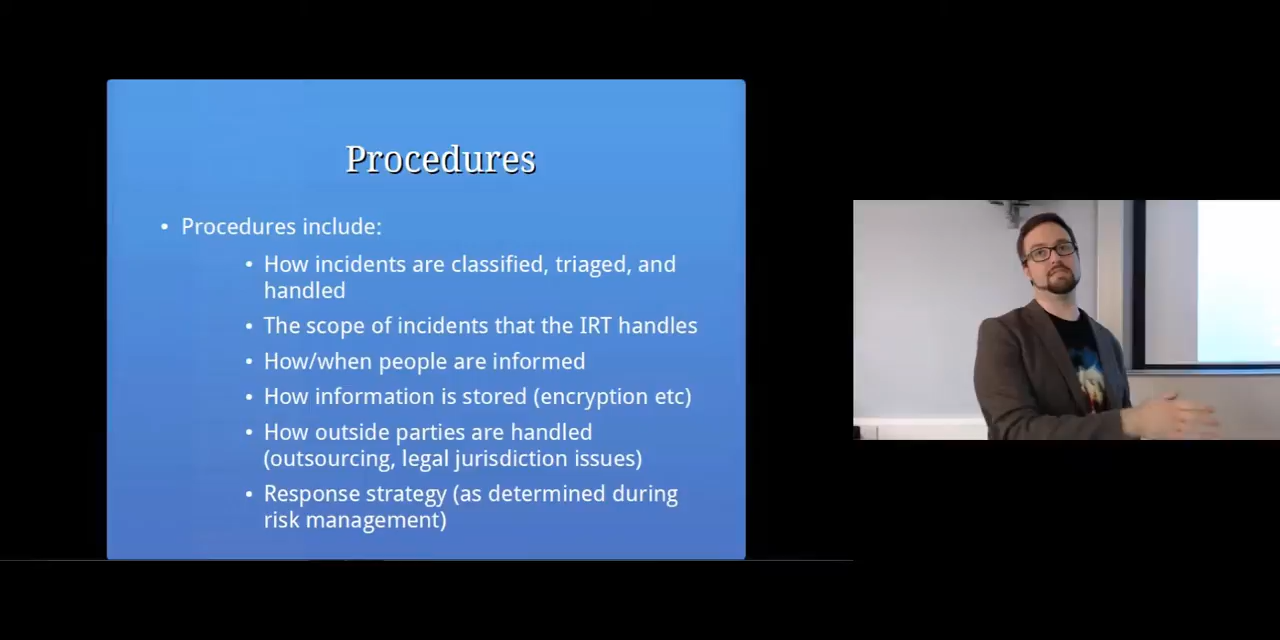 Procedures
• Procedures include:
• How incidents are classified, triaged, and
handled
• The scope of incidents that the IRT handles
• How/when people are informed
• How information is stored (encryption etc)
• How outside parties are handled
(outsourcing, legal jurisdiction issues)
• Response strategy (as determined during
risk management)